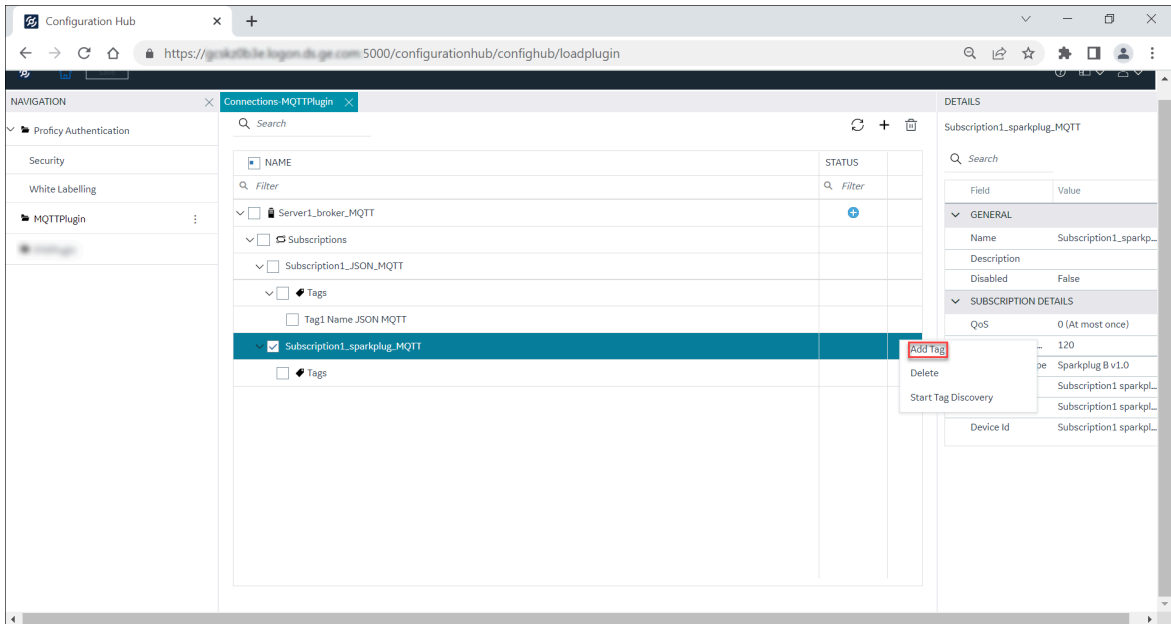 Configuration Hub
https:// 5000/configurationhub/confighub/loadplugin
NAVIGATION
Proficy Authentication
Security
White Labelling
MQTTPlugin
Connections-MQTTPlugin
Search
NAME STATUS
Filter Filter
Server1_broker_MQTT
Subscriptions
Subscription1_JSON_MQTT
Tags
Tag1 Name JSON MQTT
Subscription1_sparkplug_MQTT
Tags
Add Tag
Delete
Start Tag Discovery
DETAILS
Subscription1_sparkplug_MQTT
Search
Field Value
GENERAL
Name Subscription1_sparkp...
Description
Disabled False
SUBSCRIPTION DETAILS
QoS 0 (At most once)
... 120
pe Sparkplug B v1.0
Subscription1 sparkpl...
Subscription1 sparkpl...
Device Id Subscription1 sparkpl...